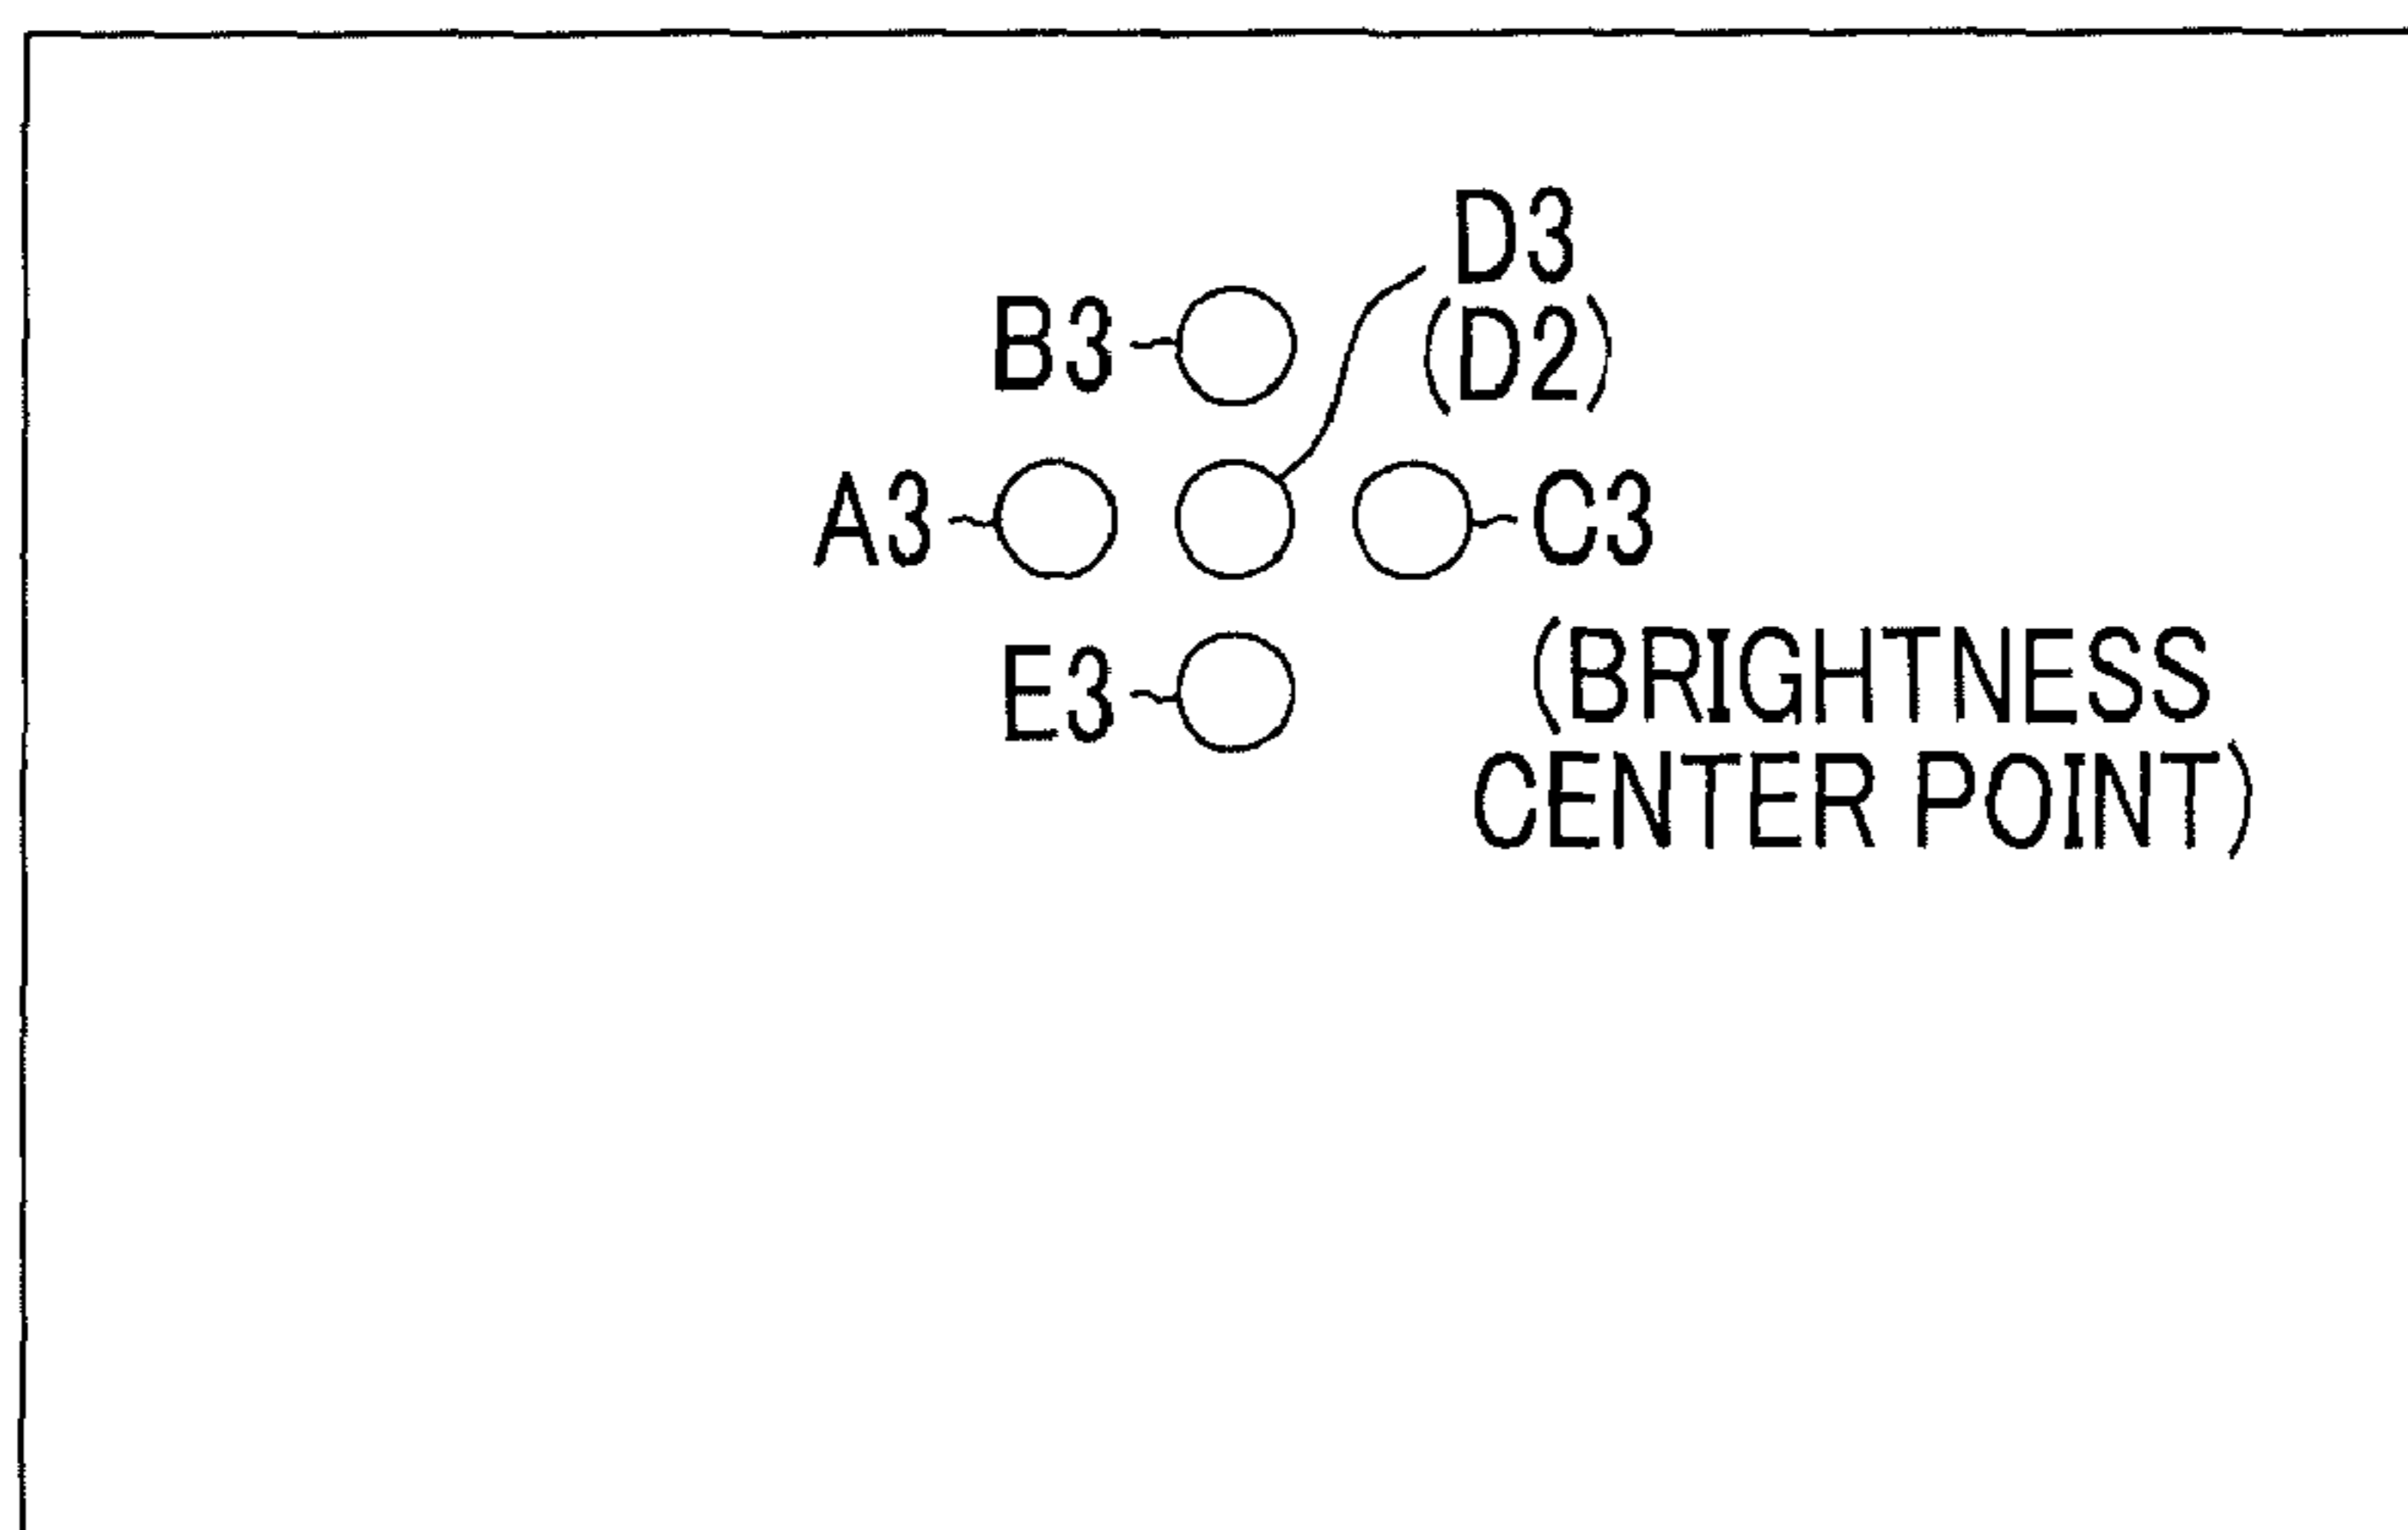 D3
B3
(D2)
A3
C3
E3
(BRIGHTNESS
CENTER POINT)